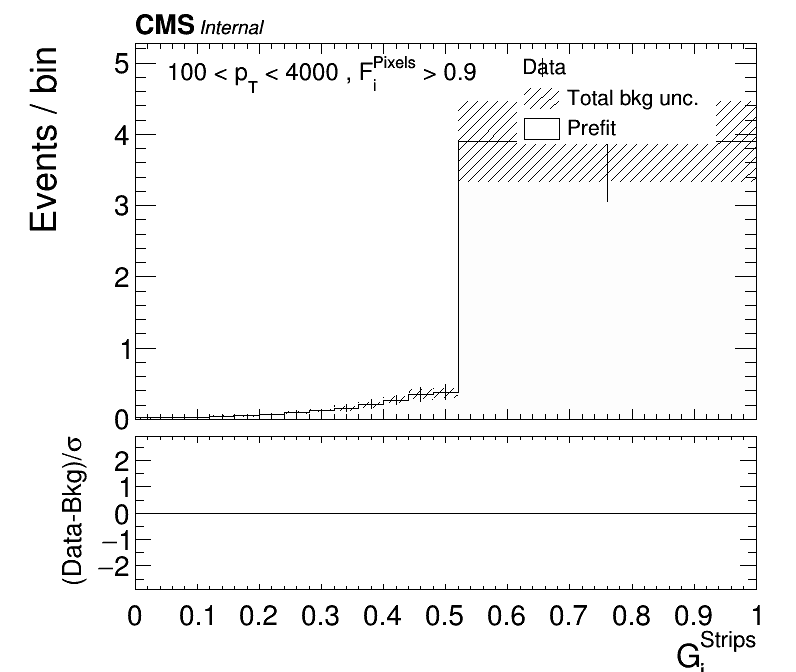 CMS Internal
Events / bin
5
4
3
2
1
0
100 < p_T < 4000 , F_i^Pixels > 0.9
Data
Total bkg unc.
Prefit
(Data-Bkg)/σ
2
1
0
−1
−2
0 0.1 0.2 0.3 0.4 0.5 0.6 0.7 0.8 0.9 1
G_i^Strips